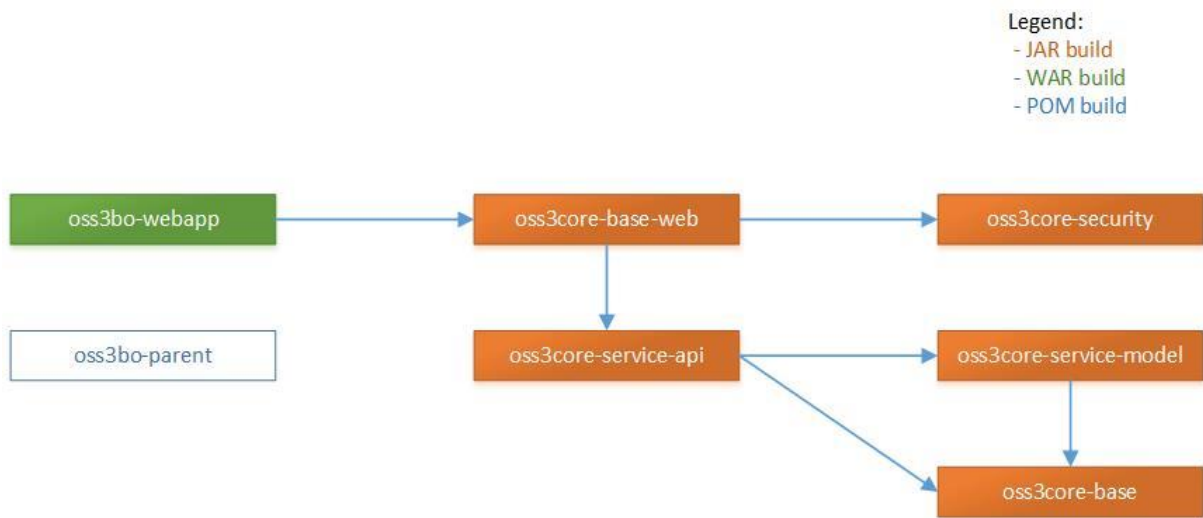 Legend:
- JAR build
- WAR build
- POM build
oss3bo-webapp
oss3core-base-web
oss3core-security
oss3bo-parent
oss3core-service-api
oss3core-service-model
oss3core-base